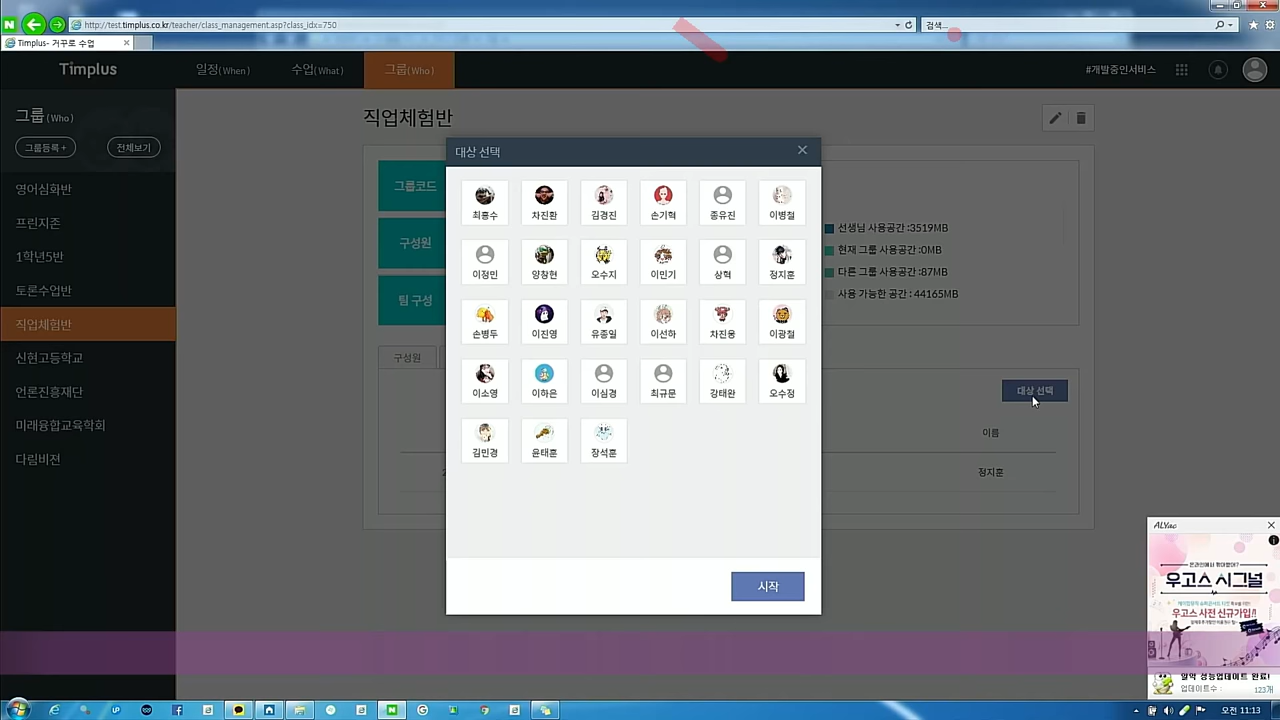 http://test.timplus.co.kr/teacher/class_management.asp?class_idx=750
검색...
Timplus- 거꾸로 수업
Timplus
일정(When)
수업(What)
그룹(Who)
#개발중인서비스
그룹(Who)
그룹등록 +
전체보기
영어심화반
프린지존
1학년5반
토론수업반
직업체험반
신현고등학교
언론진흥재단
미래융합교육학회
다림비젼
직업체험반
그룹코드
구성원
팀 구성
선생님 사용공간 :3519MB
현재 그룹 사용공간 :0MB
다른 그룹 사용공간 :87MB
사용 가능한 공간 : 44165MB
구성원
대상 선택
이름
정지훈
대상 선택
최흥수 차진환 김경진 손기혁 종유진 이병철
이정민 양창현 오수지 이민기 상혁 정지훈
손병두 이진영 유종일 이선하 차진웅 이광철
이소영 이하은 이심경 최규문 강태완 오수정
김민경 윤태훈 장석훈
시작
ALYac
우고스 시그널
우고스 사전 신규가입!!
알약 성능업데이트 완료!
업데이트수 : 123개
오전 11:13